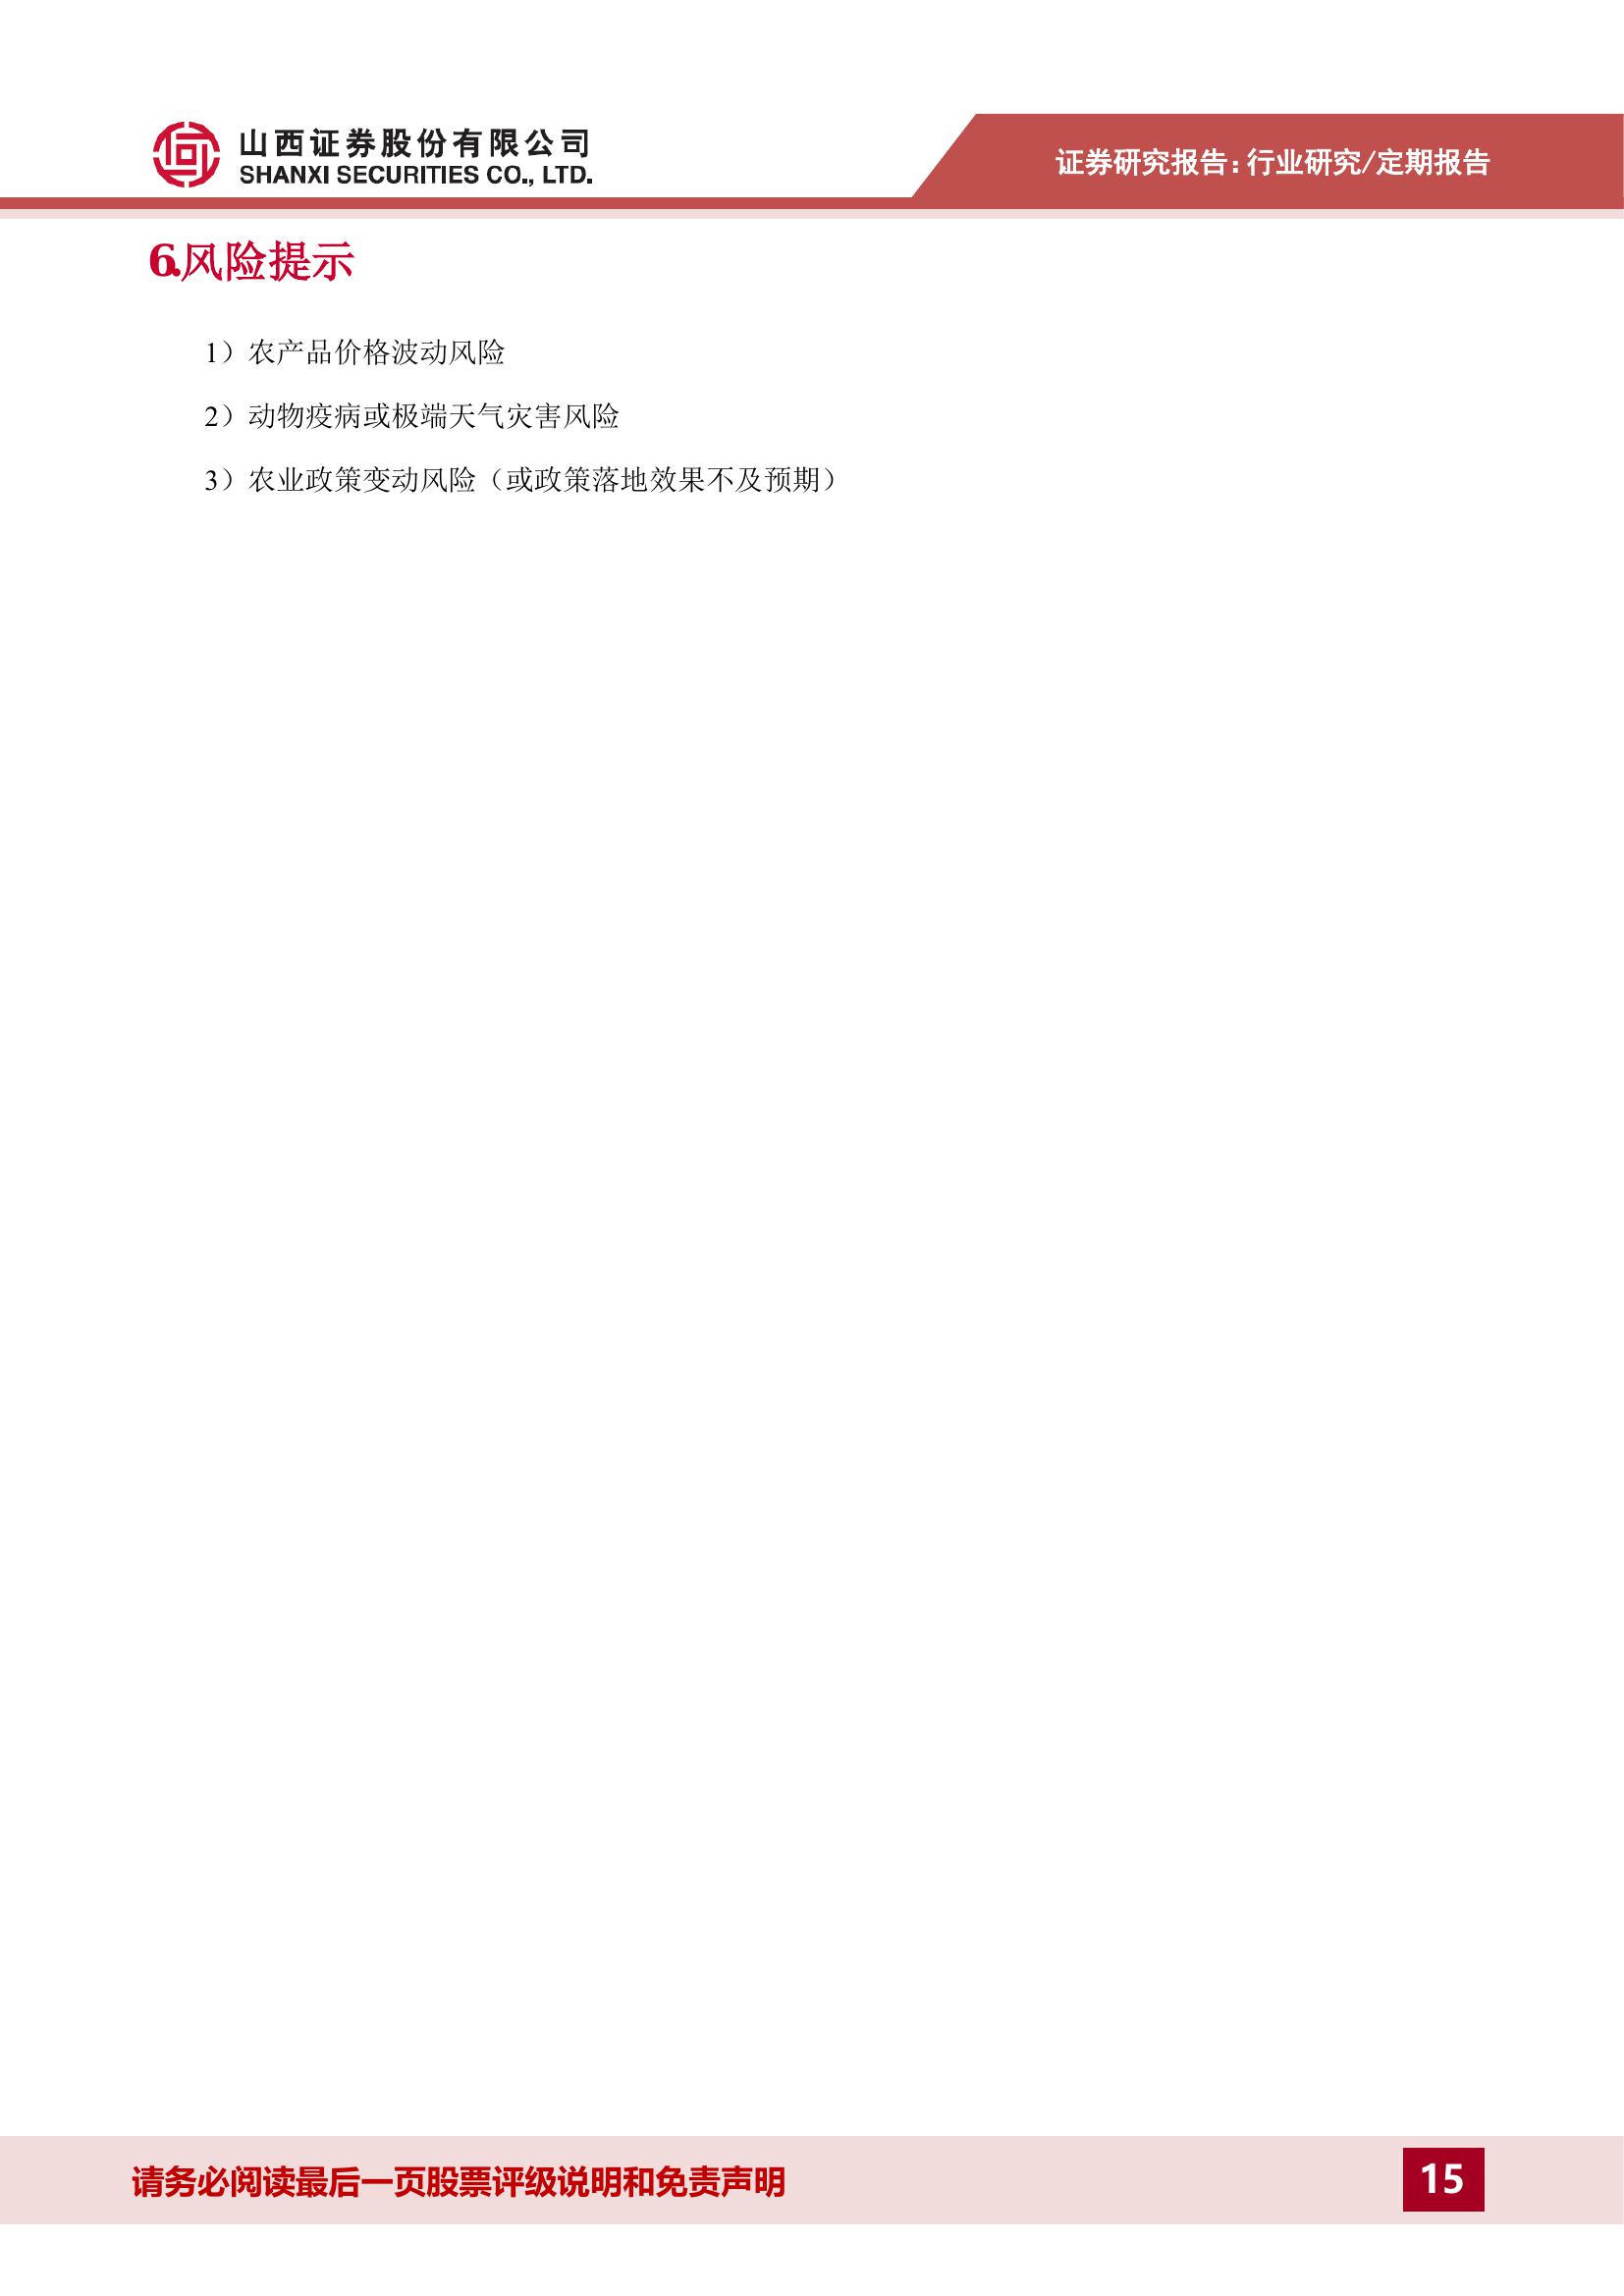 山西证券股份有限公司
SHANXI SECURITIES CO., LTD.
证券研究报告：行业研究/定期报告
6.风险提示
1）农产品价格波动风险
2）动物疫病或极端天气灾害风险
3）农业政策变动风险（或政策落地效果不及预期）
请务必阅读最后一页股票评级说明和免责声明
15